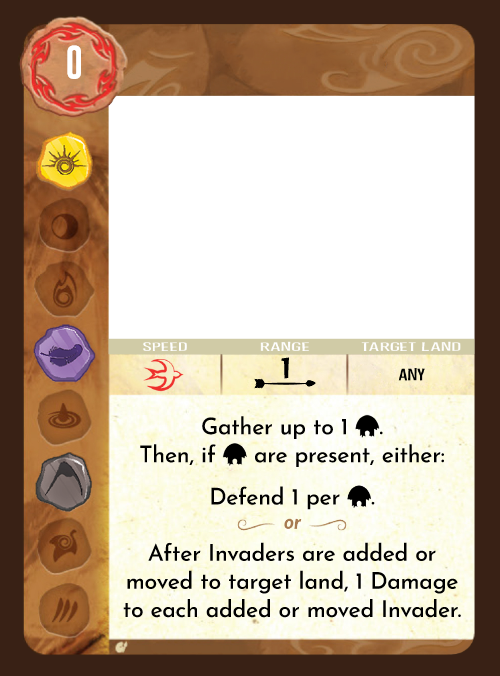 0
SPEED RANGE TARGET LAND
1 ANY
Gather up to 1 .
Then, if are present, either:
Defend 1 per .
or
After Invaders are added or
moved to target land, 1 Damage
to each added or moved Invader.